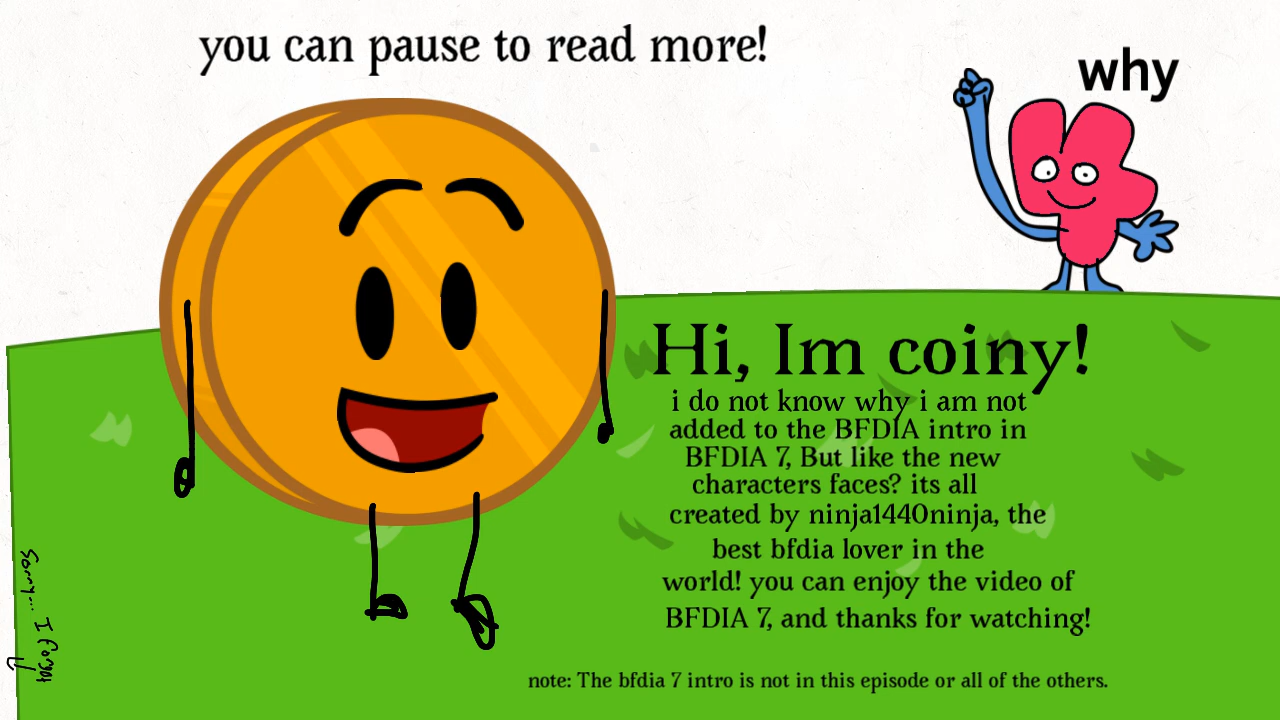 you can pause to read more!
why
Hi, Im coiny!
i do not know why i am not
added to the BFDIA intro in
BFDIA 7, But like the new
characters faces? its all
created by ninja1440ninja, the
best bfdia lover in the
world! you can enjoy the video of
BFDIA 7, and thanks for watching!
note: The bfdia 7 intro is not in this episode or all of the others.
Sorry... I Forgot